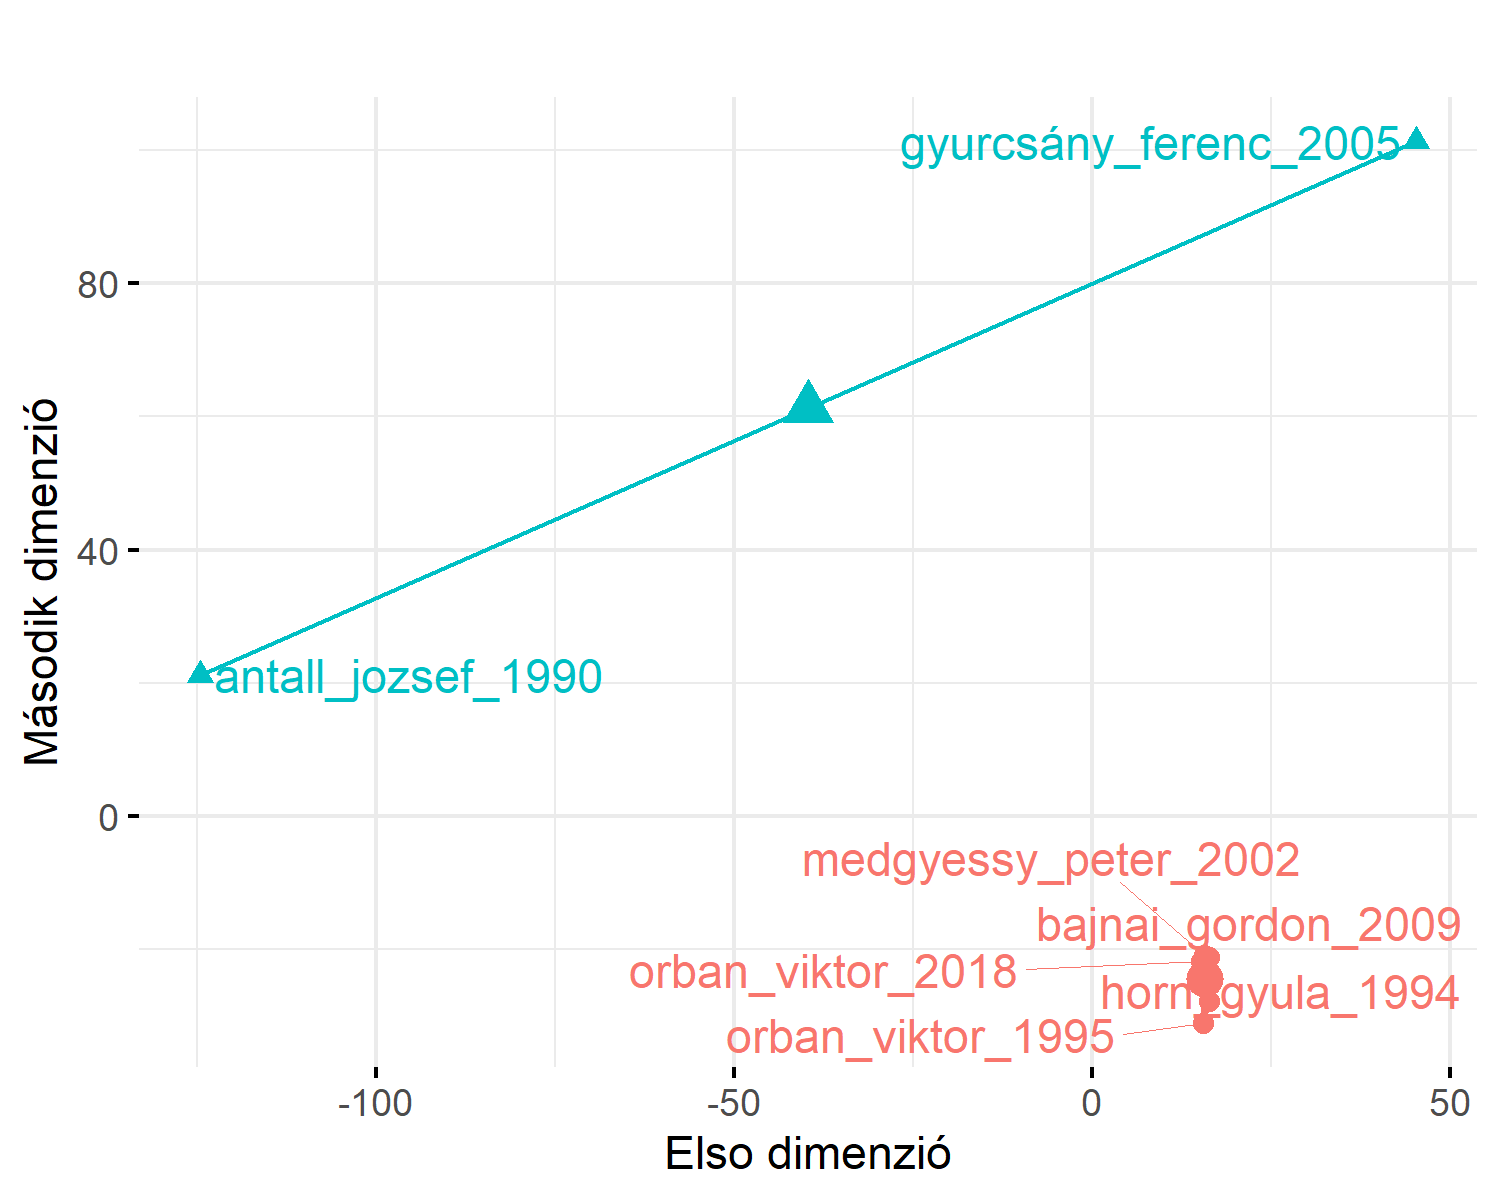 gyurcsány_ferenc_2005
80
40
antall_jozsef_1990
0
medgyessy_peter_2002
bajnai_gordon_2009
orban_viktor_2018
horn_gyula_1994
orban_viktor_1995
-100
-50
0
50
Elso dimenzió
Második dimenzió